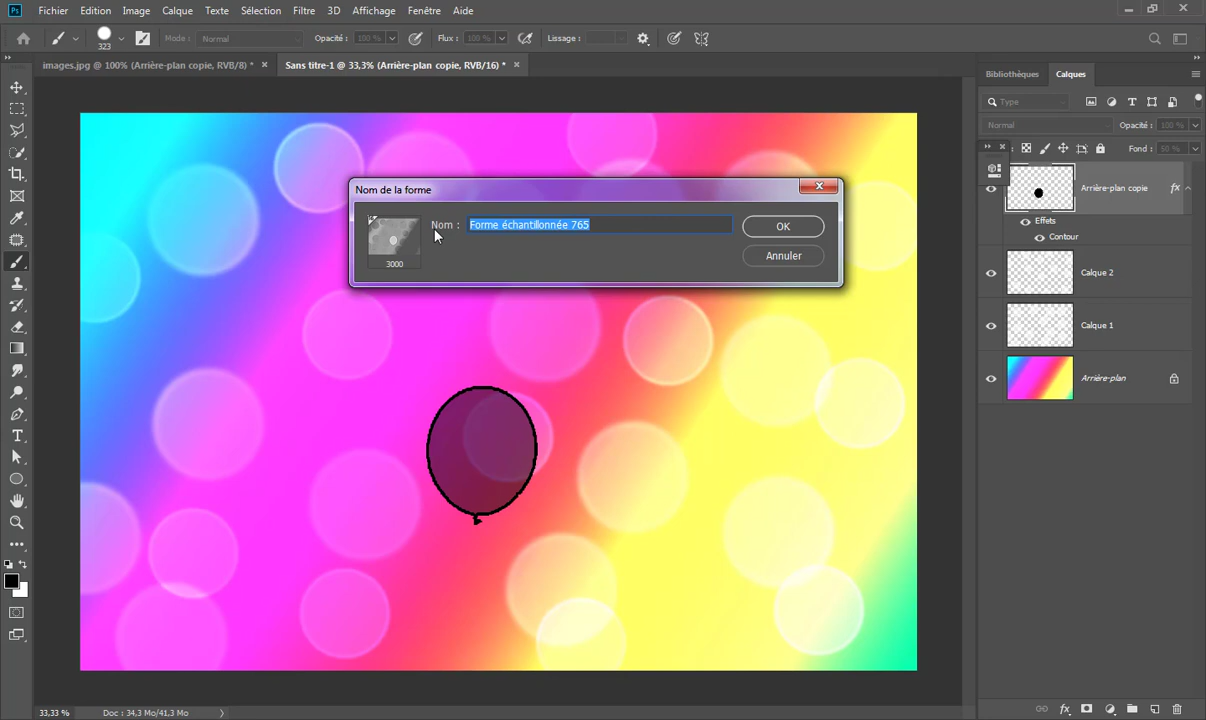 Ps Fichier Edition Image Calque Texte Sélection Filtre 3D Affichage Fenêtre Aide
323 Mode : Normal Opacité : 100 % Flux : 100 % Lissage :
images.jpg @ 100% (Arrière-plan copie, RVB/8) * × Sans titre-1 @ 33,3% (Arrière-plan copie, RVB/16) * ×
Bibliothèques Calques
Type
Normal Opacité : 100 %
Fond : 50 %
Nom de la forme
Nom : Forme échantillonnée 765
OK
3000
Annuler
Arrière-plan copie fx
Effets
Contour
Calque 2
Calque 1
Arrière-plan
33,33 % Doc : 34,3 Mo/41,3 Mo
fx